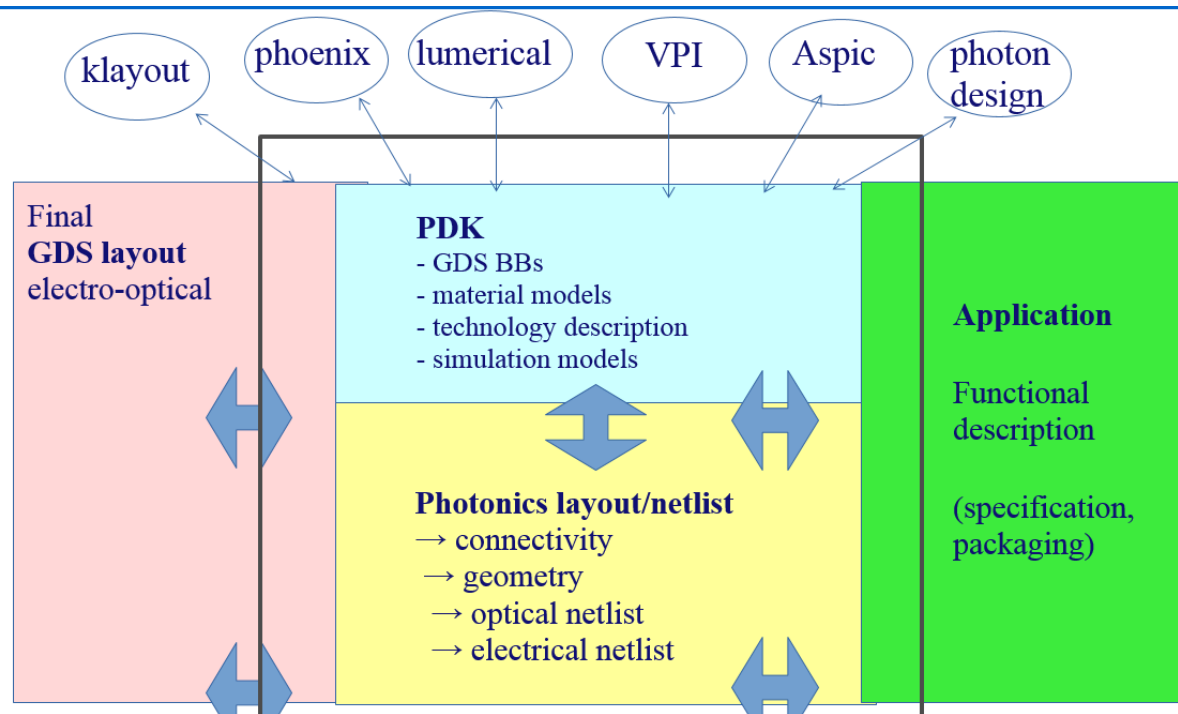 klayout
phoenix
lumerical
VPI
Aspic
photon
design
Final
GDS layout
electro-optical
PDK
- GDS BBs
- material models
- technology description
- simulation models
Photonics layout/netlist
→ connectivity
→ geometry
→ optical netlist
→ electrical netlist
Application
Functional
description
(specification,
packaging)